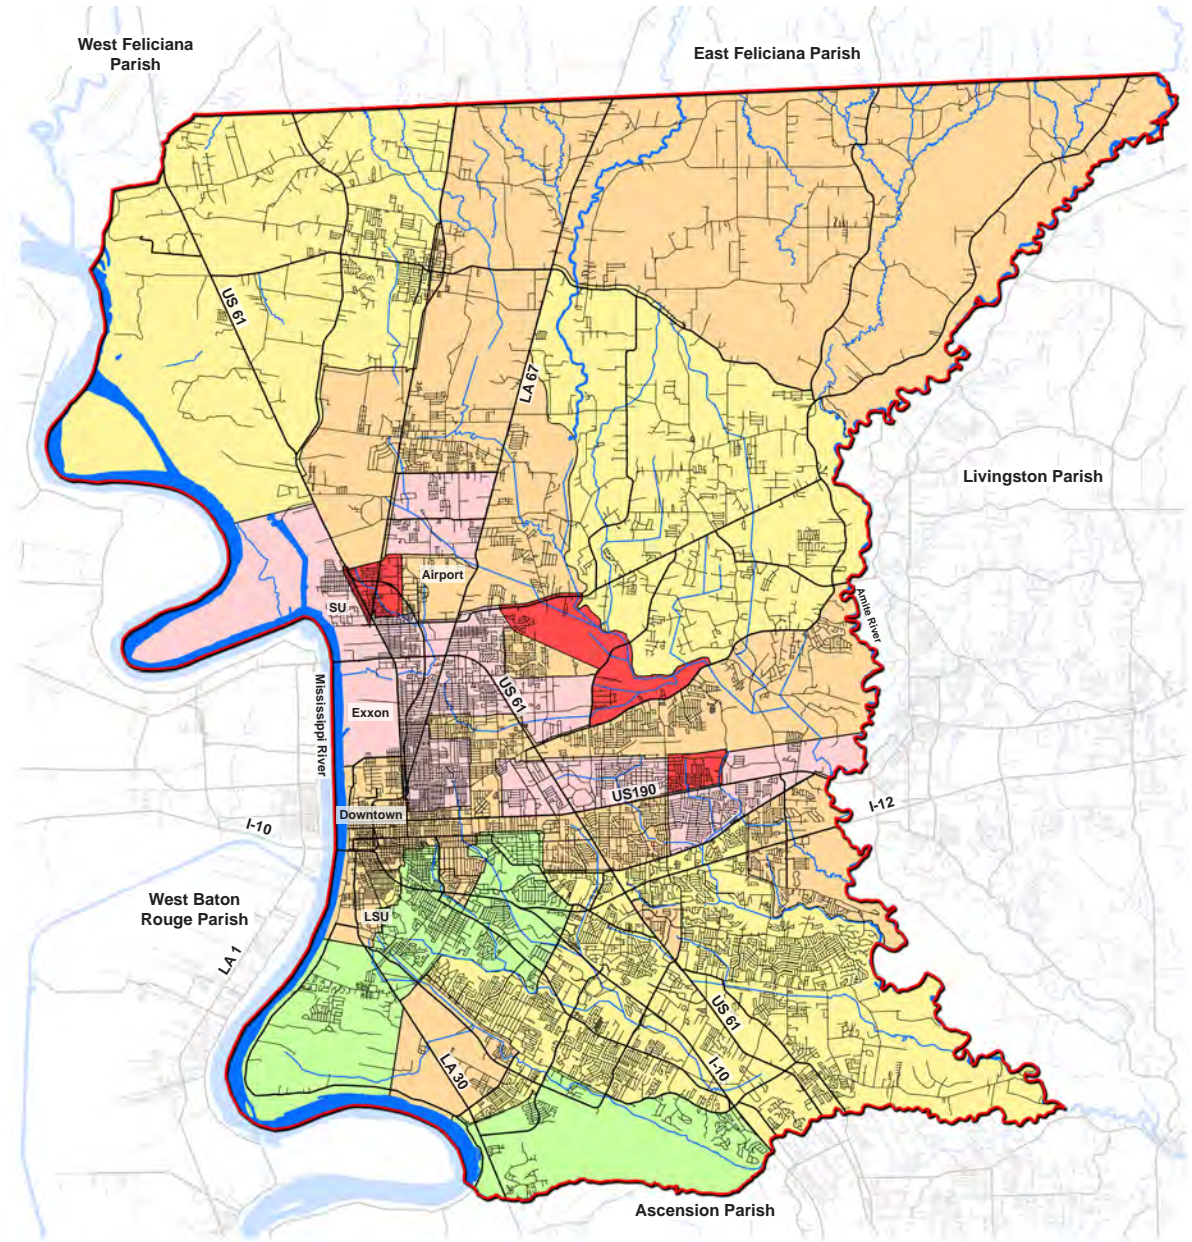 West Feliciana
Parish
East Feliciana Parish
US 61
LA 67
Livingston Parish
Airport
SU
Amite River
Mississippi River
US 61
Exxon
US190
I-12
Downtown
I-10
West Baton
Rouge Parish
LSU
LA 1
US 61
I-10
LA 30
Ascension Parish